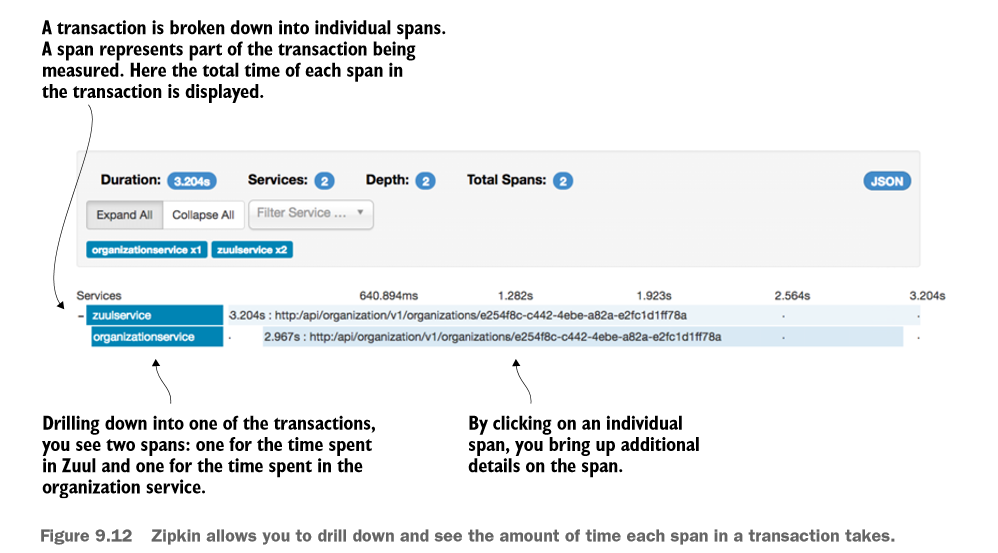 A transaction is broken down into individual spans.
A span represents part of the transaction being
measured. Here the total time of each span in
the transaction is displayed.
Duration: 3.204s Services: 2 Depth: 2 Total Spans: 2 JSON
Expand All Collapse All Filter Service ...
organizationservice x1 zuulservice x2
Services 640.894ms 1.282s 1.923s 2.564s 3.204s
- zuulservice 3.204s : http:/api/organization/v1/organizations/e254f8c-c442-4ebe-a82a-e2fc1d1ff78a
organizationservice 2.967s : http:/api/organization/v1/organizations/e254f8c-c442-4ebe-a82a-e2fc1d1ff78a
Drilling down into one of the transactions,
you see two spans: one for the time spent
in Zuul and one for the time spent in the
organization service.
By clicking on an individual
span, you bring up additional
details on the span.
Figure 9.12 Zipkin allows you to drill down and see the amount of time each span in a transaction takes.